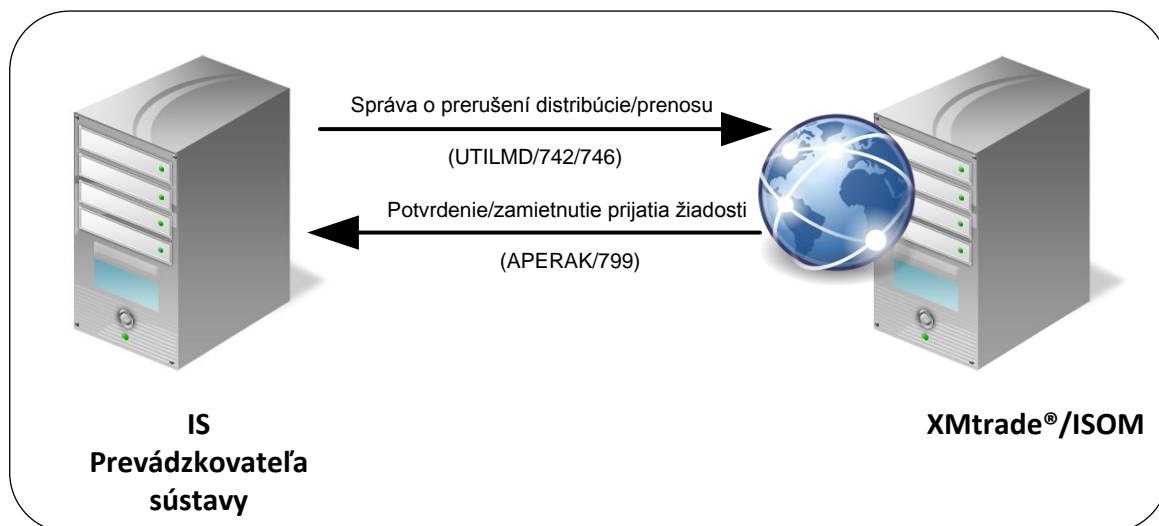 Správa o prerušení distribúcie/prenosu
(UTILMD/742/746)
Potvrdenie/zamietnutie prijatia žiadosti
(APERAK/799)
IS
Prevádzkovateľa
sústavy
XMtrade®/ISOM